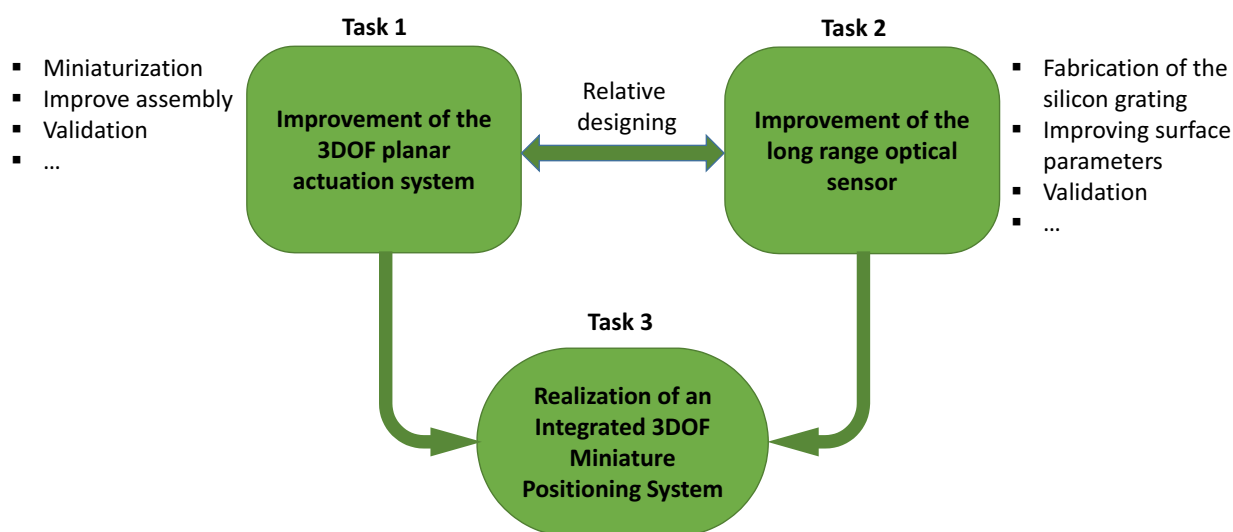 Task 1
▪ Miniaturization
▪ Improve assembly
▪ Validation
▪ ...
Improvement of the
3DOF planar
actuation system
Relative
designing
Task 2
Improvement of the
long range optical
sensor
▪ Fabrication of the
silicon grating
▪ Improving surface
parameters
▪ Validation
▪ ...
Task 3
Realization of an
Integrated 3DOF
Miniature
Positioning System